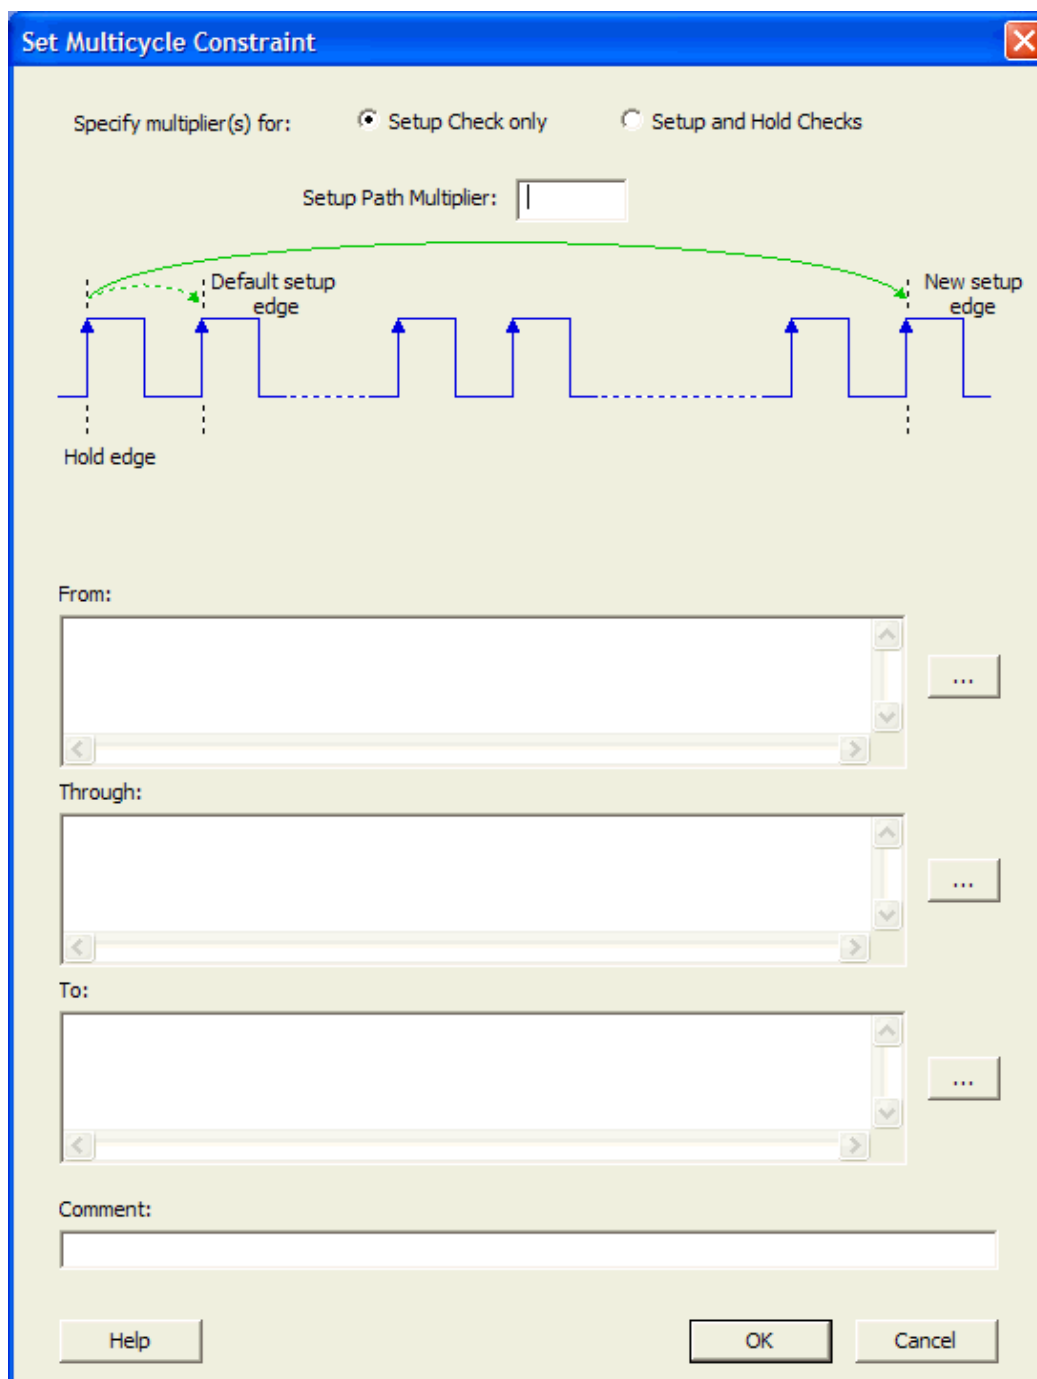 Set Multicycle Constraint
Specify multiplier(s) for: Setup Check only Setup and Hold Checks
Setup Path Multiplier:
Default setup
edge
New setup
edge
Hold edge
From:
...
Through:
...
To:
...
Comment:
Help OK Cancel